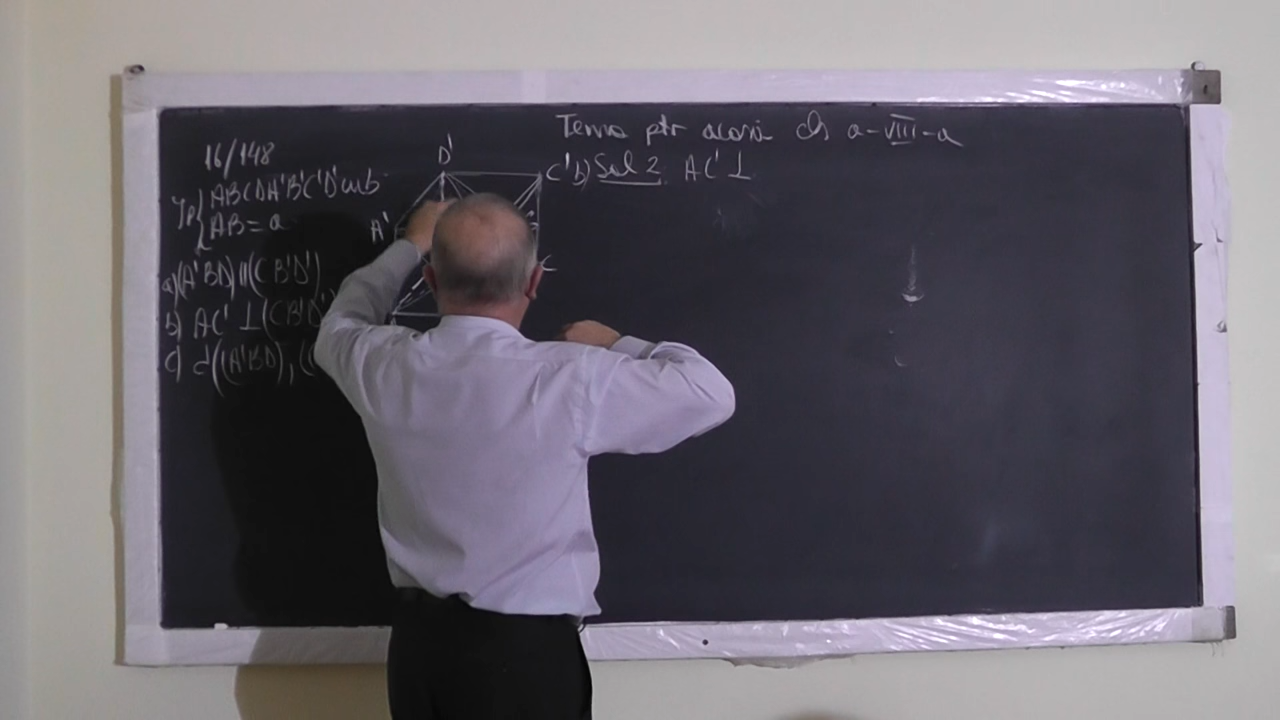 Tema ptr acasă cls a-VIII-a
16/148
Ip{ ABCDA'B'C'D' cub
AB = a
a) (A'BD) || (CB'D')
b) AC' ⊥ (CB'D')
c) d((A'BD), (
D'
C'
A'
C
b) Sol 2 AC' ⊥